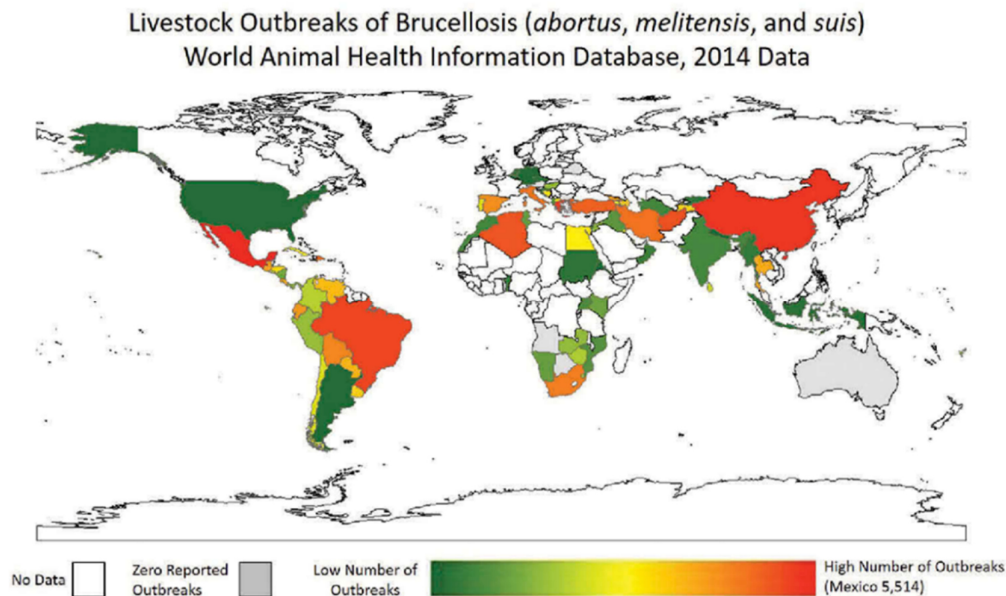 Livestock Outbreaks of Brucellosis (abortus, melitensis, and suis)
World Animal Health Information Database, 2014 Data
No Data
Zero Reported
Outbreaks
Low Number of
Outbreaks
High Number of Outbreaks
(Mexico 5,514)